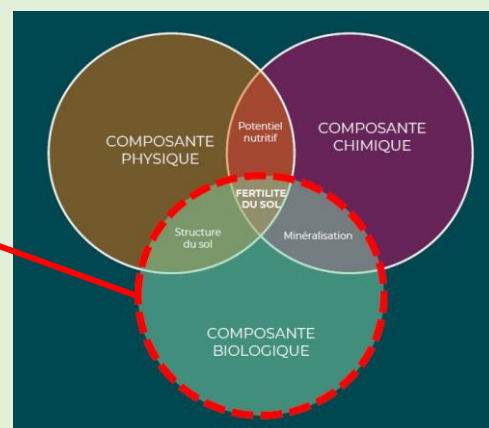 Potentiel
nutritif
COMPOSANTE
PHYSIQUE
COMPOSANTE
CHIMIQUE
FERTILITE
DU SOL
Structure
du sol
Minéralisation
COMPOSANTE
BIOLOGIQUE